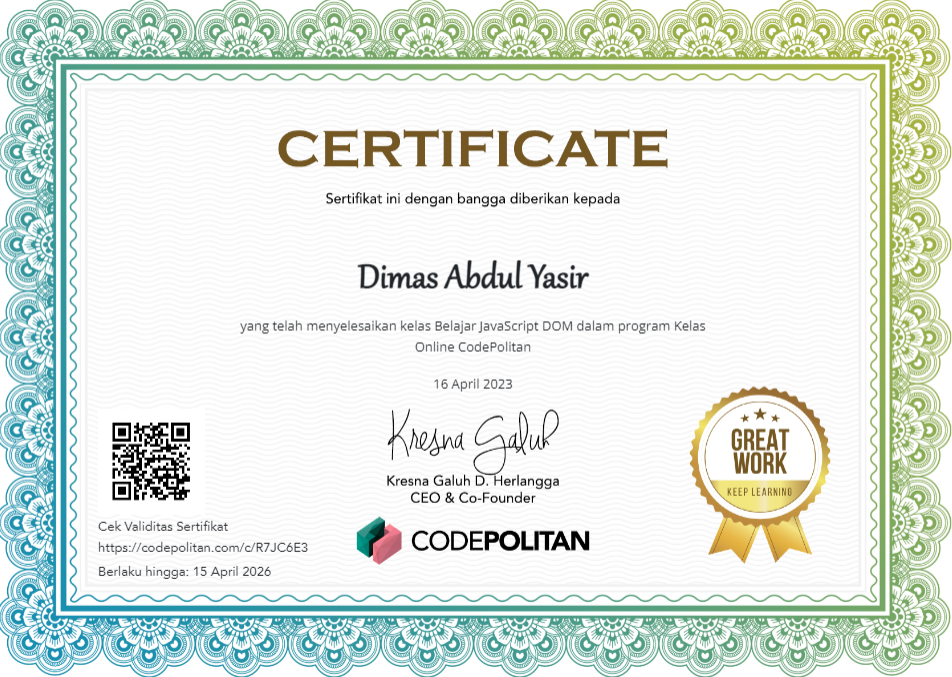 CERTIFICATE
Sertifikat ini dengan bangga diberikan kepada
Dimas Abdul Yasir
yang telah menyelesaikan kelas Belajar JavaScript DOM dalam program Kelas
Online CodePolitan
16 April 2023
Kresna Galuh
Kresna Galuh D. Herlangga
CEO & Co-Founder
CODEPOLITAN
GREAT
WORK
KEEP LEARNING
Cek Validitas Sertifikat
https://codepolitan.com/c/R7JC6E3
Berlaku hingga: 15 April 2026